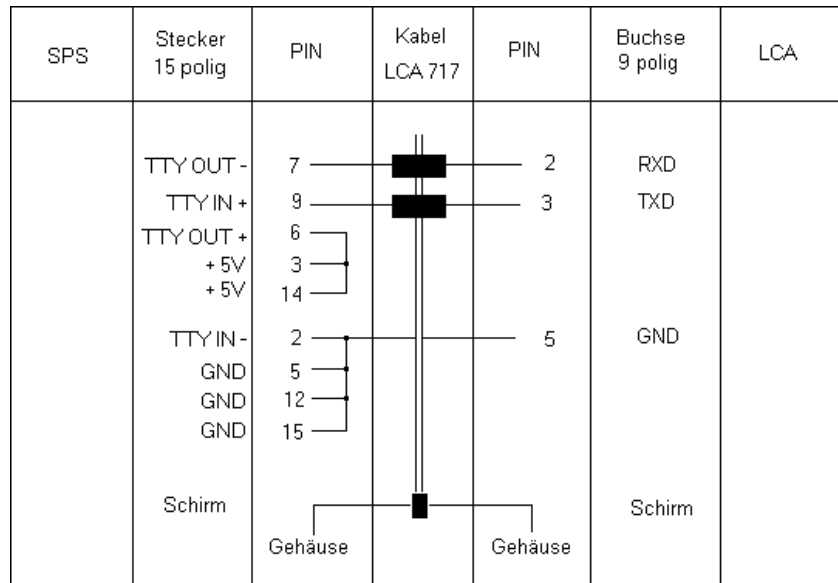 SPS Stecker 15 polig PIN Kabel LCA 717 PIN Buchse 9 polig LCA
TTY OUT - 7 2 RXD
TTY IN + 9 3 TXD
TTY OUT + 6
+ 5V 3
+ 5V 14
TTY IN - 2 5 GND
GND 5
GND 12
GND 15
Schirm Schirm
Gehäuse Gehäuse